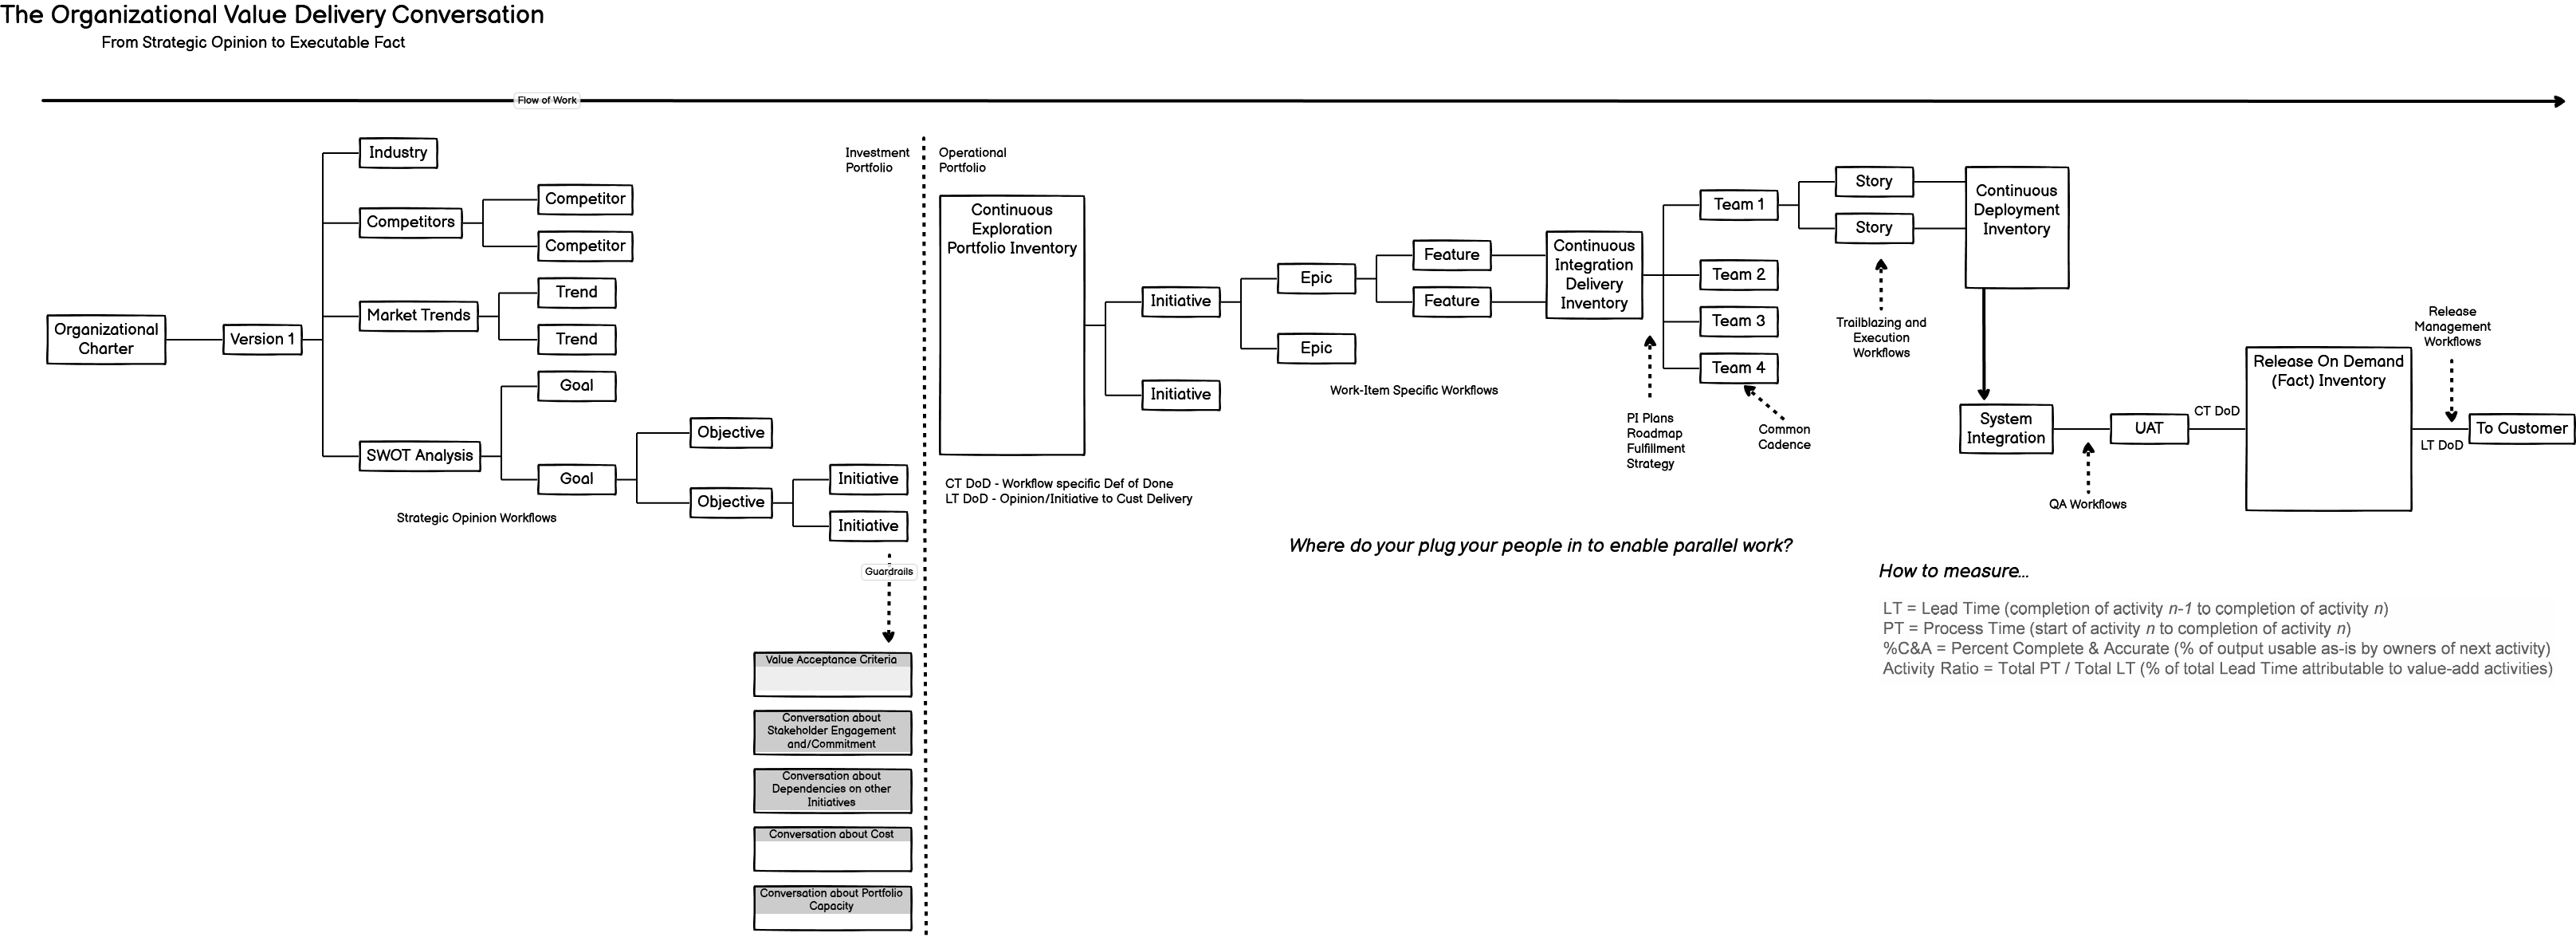 The Organizational Value Delivery Conversation
From Strategic Opinion to Executable Fact
Flow of Work
Organizational
Charter
Version 1
Industry
Competitors
Competitor
Competitor
Market Trends
Trend
Trend
SWOT Analysis
Goal
Goal
Objective
Objective
Initiative
Initiative
Strategic Opinion Workflows
Investment
Portfolio
Guardrails
Value Acceptance Criteria
Conversation about
Stakeholder Engagement
and/Commitment
Conversation about
Dependencies on other
Initiatives
Conversation about Cost
Conversation about Portfolio
Capacity
Operational
Portfolio
Continuous
Exploration
Portfolio Inventory
CT DoD - Workflow specific Def of Done
LT DoD - Opinion/Initiative to Cust Delivery
Initiative
Initiative
Epic
Epic
Feature
Feature
Work-Item Specific Workflows
Continuous
Integration
Delivery
Inventory
PI Plans
Roadmap
Fulfillment
Strategy
Team 1
Team 2
Team 3
Team 4
Common
Cadence
Story
Story
Trailblazing and
Execution
Workflows
Continuous
Deployment
Inventory
System
Integration
QA Workflows
UAT
CT DoD
Release On Demand
(Fact) Inventory
Release
Management
Workflows
LT DoD
To Customer
Where do your plug your people in to enable parallel work?
How to measure...
LT = Lead Time (completion of activity n-1 to completion of activity n)
PT = Process Time (start of activity n to completion of activity n)
%C&A = Percent Complete & Accurate (% of output usable as-is by owners of next activity)
Activity Ratio = Total PT / Total LT (% of total Lead Time attributable to value-add activities)